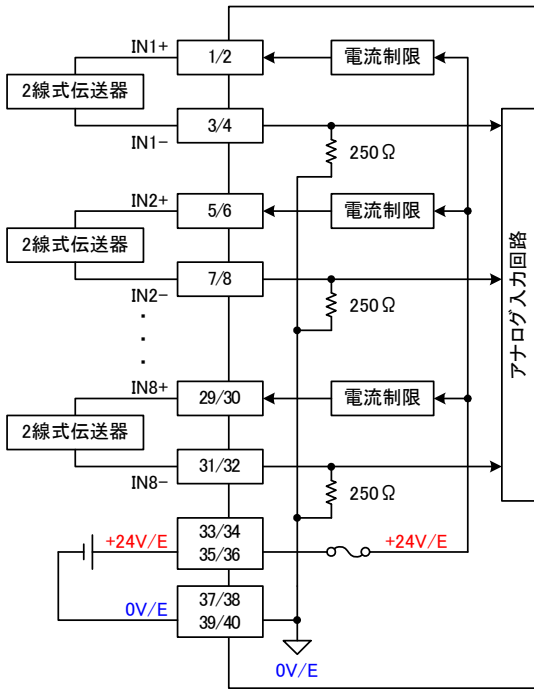 IN1+
1/2
電流制限
2線式伝送器
3/4
IN1-
250Ω
IN2+
5/6
電流制限
2線式伝送器
7/8
IN2-
250Ω
アナログ入力回路
・
・
・
IN8+
29/30
電流制限
2線式伝送器
31/32
IN8-
250Ω
+24V/E
33/34
35/36
+24V/E
0V/E
37/38
39/40
0V/E